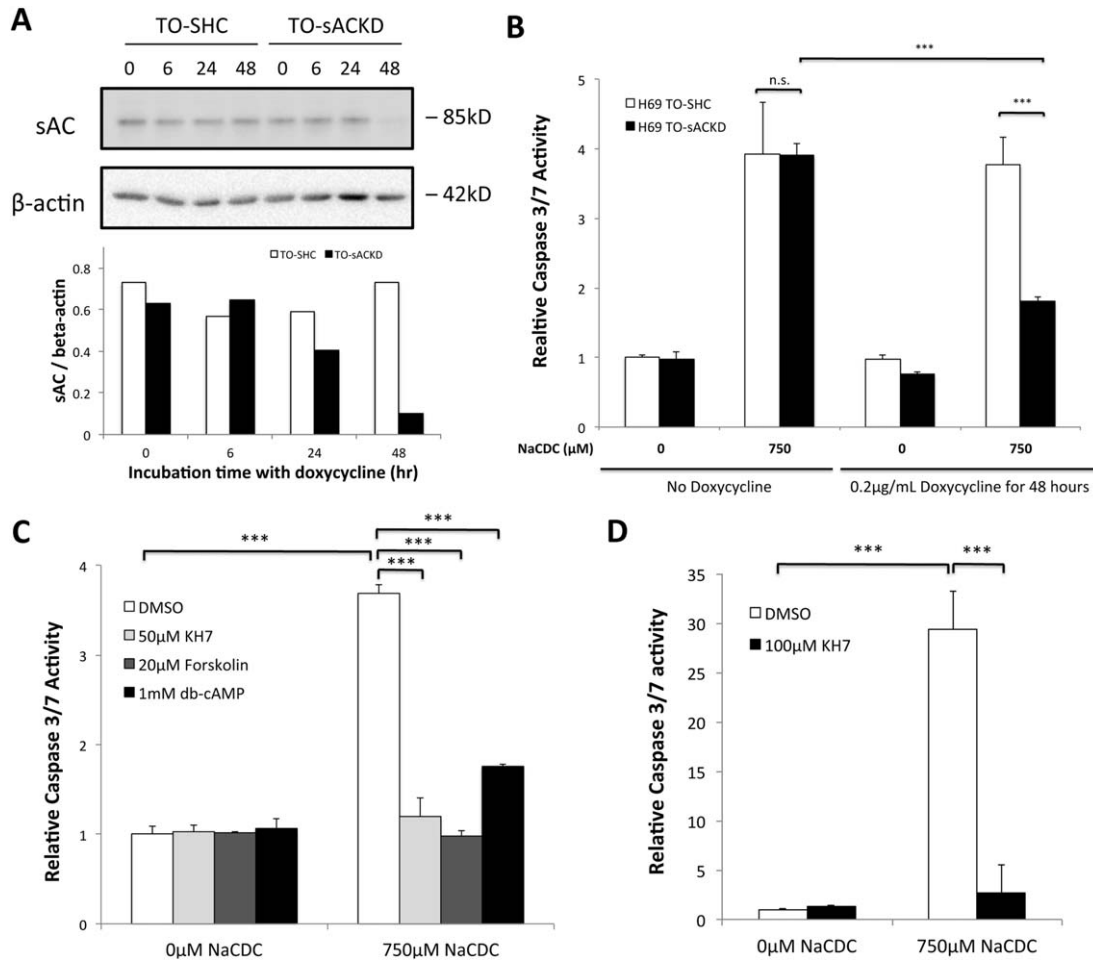 A
TO-SHC TO-sACKD
0 6 24 48 0 6 24 48
sAC
– 85kD
β-actin
– 42kD
TO-SHC TO-sACKD
sAC / beta-actin
0.8
0.6
0.4
0.2
0
0 6 24 48
Incubation time with doxycycline (hr)
B
Realtive Caspase 3/7 Activity
5
4
3
2
1
0
H69 TO-SHC
H69 TO-sACKD
n.s.
***
***
NaCDC (μM) 0 750 0 750
No Doxycycline 0.2μg/mL Doxycycline for 48 hours
C
Relative Caspase 3/7 Activity
4
3
2
1
0
DMSO
50μM KH7
20μM Forskolin
1mM db-cAMP
***
***
***
***
0μM NaCDC 750μM NaCDC
D
Relative Caspase 3/7 activity
35
30
25
20
15
10
5
0
DMSO
100μM KH7
*** ***
0μM NaCDC 750μM NaCDC